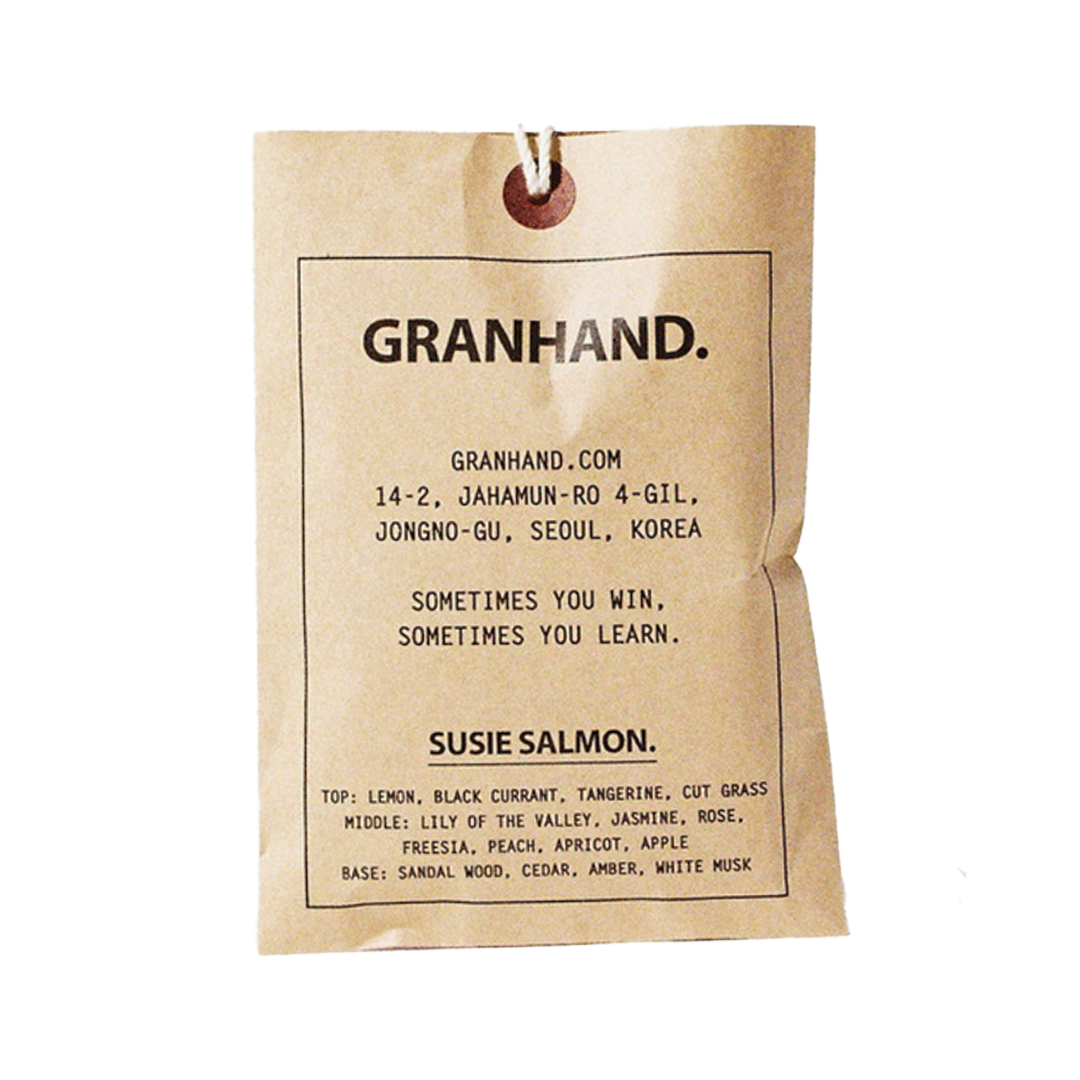 GRANHAND.
GRANHAND.COM
14-2, JAHAMUN-RO 4-GIL,
JONGNO-GU, SEOUL, KOREA
SOMETIMES YOU WIN,
SOMETIMES YOU LEARN.
SUSIE SALMON.
TOP: LEMON, BLACK CURRANT, TANGERINE, CUT GRASS
MIDDLE: LILY OF THE VALLEY, JASMINE, ROSE,
FREESIA, PEACH, APRICOT, APPLE
BASE: SANDAL WOOD, CEDAR, AMBER, WHITE MUSK